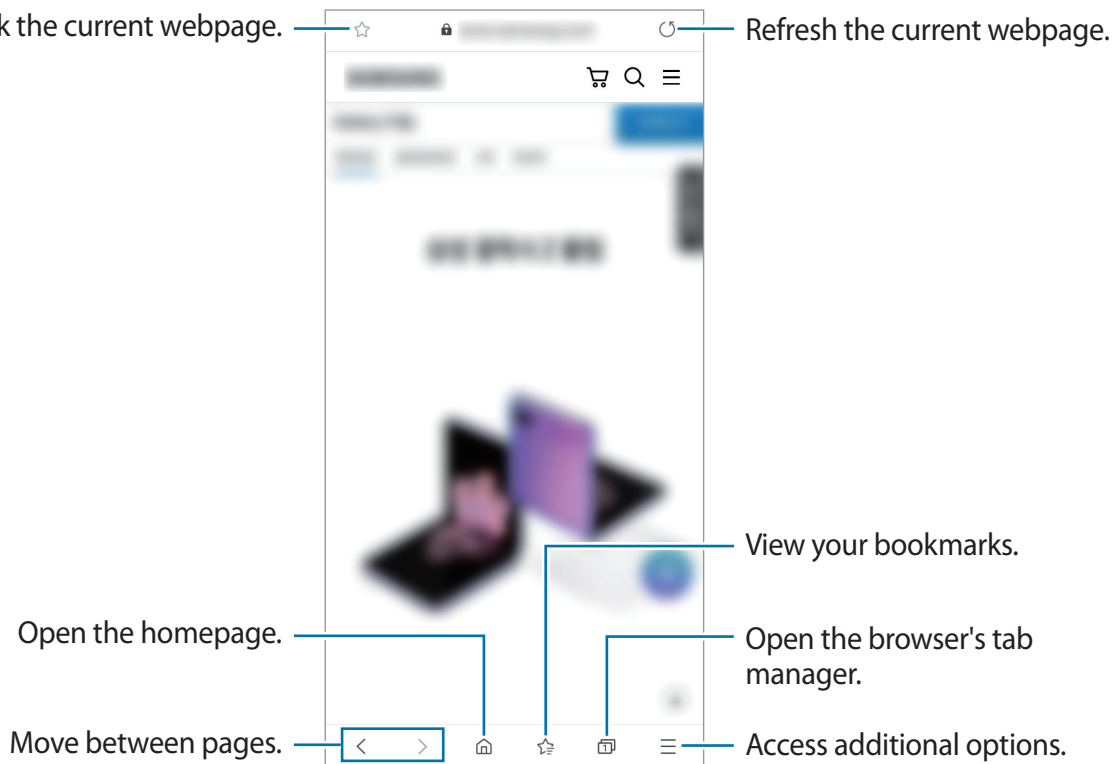 k the current webpage.
Refresh the current webpage.
View your bookmarks.
Open the homepage.
Open the browser's tab
manager.
1
Move between pages.
Access additional options.